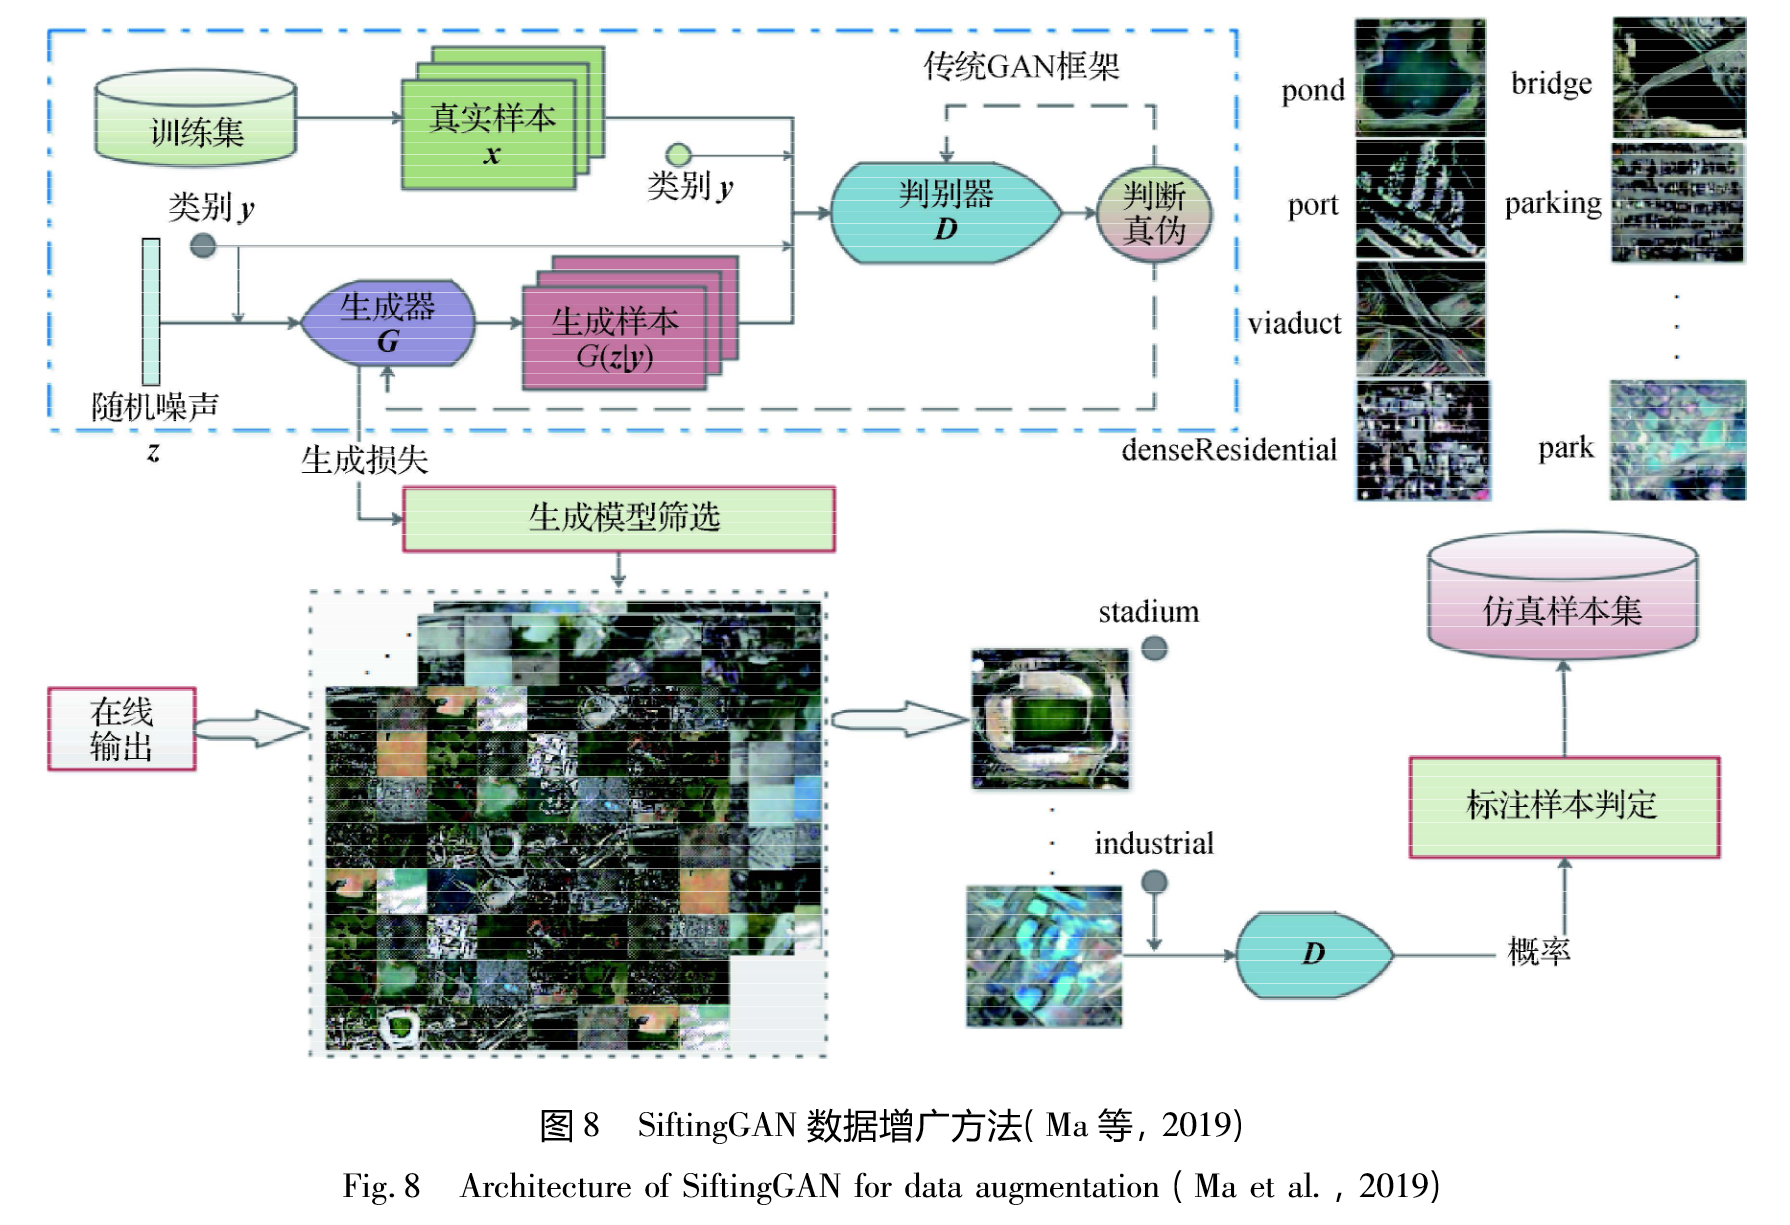 传统GAN框架
训练集
真实样本
x
类别 y
类别 y
判别器
D
判断
真伪
生成器
G
生成样本
G(z|y)
随机噪声
z
生成损失
生成模型筛选
pond
bridge
port
parking
viaduct
denseResidential
park
在线
输出
stadium
industrial
D
概率
标注样本判定
仿真样本集
图 8 SiftingGAN 数据增广方法( Ma 等, 2019)
Fig. 8 Architecture of SiftingGAN for data augmentation ( Ma et al. , 2019)